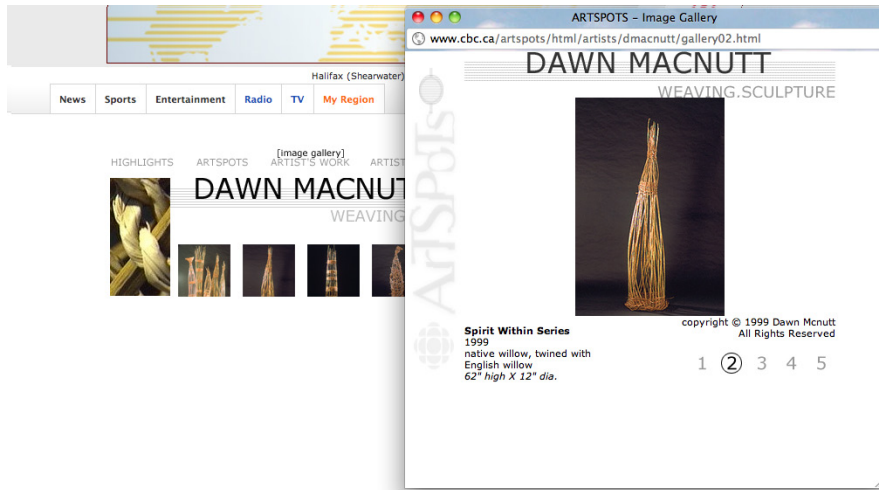 Halifax (Shearwater)
News Sports Entertainment Radio TV My Region
[image gallery]
HIGHLIGHTS ARTSPOTS ARTIST'S WORK ARTIST
DAWN MACNUT
WEAVING
ARTSPOTS – Image Gallery
www.cbc.ca/artspots/html/artists/dmacnutt/gallery02.html
DAWN MACNUTT
WEAVING.SCULPTURE
ArTSPoTs
Spirit Within Series
1999
native willow, twined with
English willow
62" high X 12" dia.
copyright © 1999 Dawn Mcnutt
All Rights Reserved
1 2 3 4 5